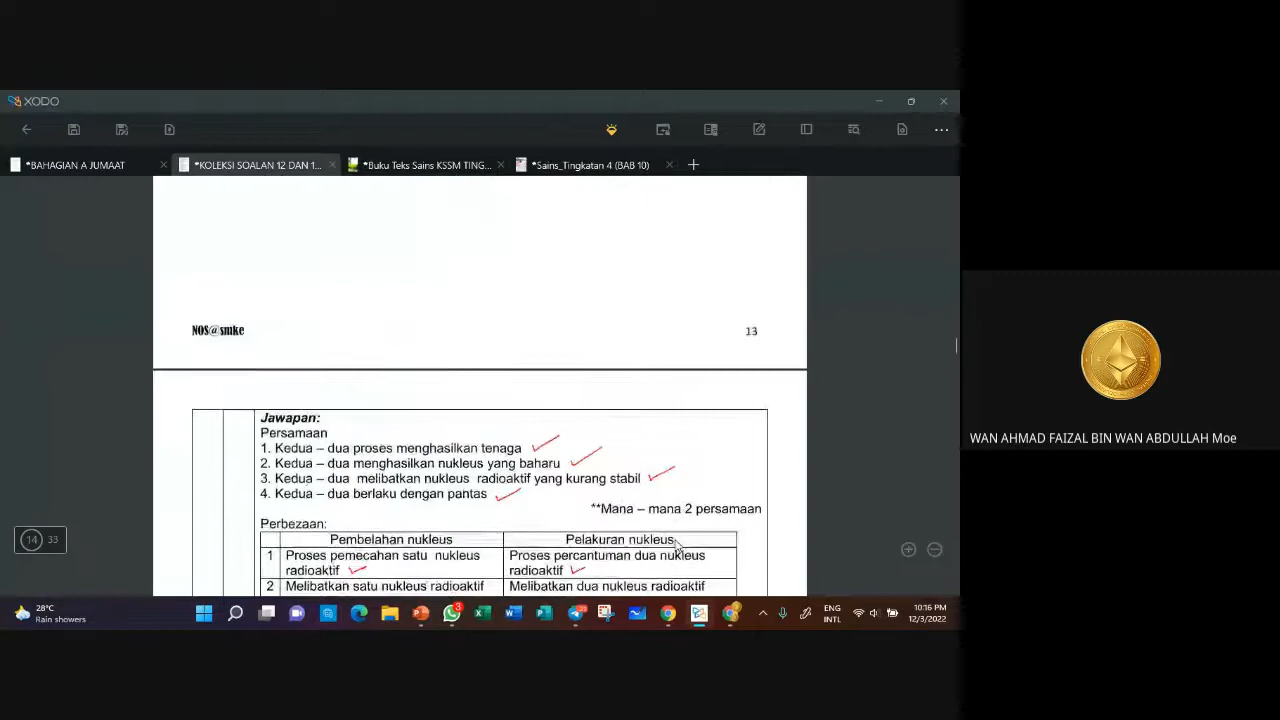 XODO
*BAHAGIAN A JUMAAT
*KOLEKSI SOALAN 12 DAN 1...
*Buku Teks Sains KSSM TING...
*Sains_Tingkatan 4 (BAB 10)
NOS@smke
13
Jawapan:
Persamaan
1. Kedua – dua proses menghasilkan tenaga
2. Kedua – dua menghasilkan nukleus yang baharu
3. Kedua – dua melibatkan nukleus radioaktif yang kurang stabil
4. Kedua – dua berlaku dengan pantas
**Mana – mana 2 persamaan
Perbezaan:
Pembelahan nukleus
Pelakuran nukleus
1
Proses pemecahan satu nukleus
radioaktif
Proses percantuman dua nukleus
radioaktif
2
Melibatkan satu nukleus radioaktif
Melibatkan dua nukleus radioaktif
14
33
WAN AHMAD FAIZAL BIN WAN ABDULLAH Moe
28°C
Rain showers
3
ENG
INTL
10:16 PM
12/3/2022